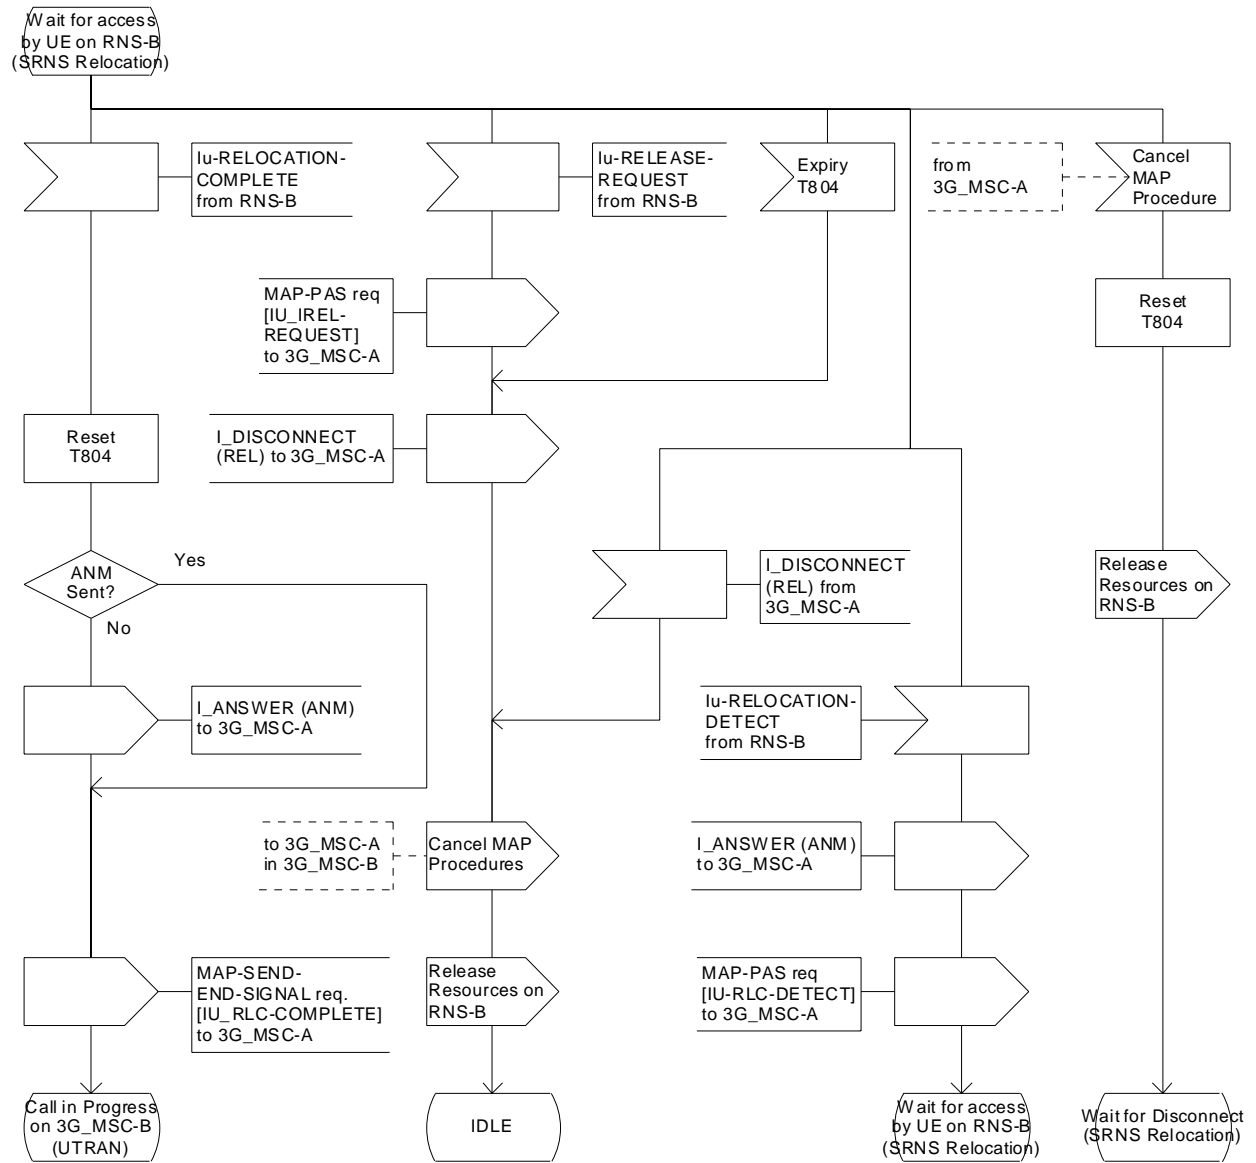 Wait for access
by UE on RNS-B
(SRNS Relocation)
Iu-RELOCATION-
COMPLETE
from RNS-B
Iu-RELEASE-
REQUEST
from RNS-B
Expiry
T804
from
3G_MSC-A
Cancel
MAP
Procedure
MAP-PAS req
[IU_IREL-
REQUEST]
to 3G_MSC-A
Reset
T804
Reset
T804
I_DISCONNECT
(REL) to 3G_MSC-A
ANM
Sent?
Yes
No
I_DISCONNECT
(REL) from
3G_MSC-A
Release
Resources on
RNS-B
I_ANSWER (ANM)
to 3G_MSC-A
Iu-RELOCATION-
DETECT
from RNS-B
to 3G_MSC-A
in 3G_MSC-B
Cancel MAP
Procedures
I_ANSWER (ANM)
to 3G_MSC-A
MAP-SEND-
END-SIGNAL req.
[IU_RLC-COMPLETE]
to 3G_MSC-A
Release
Resources on
RNS-B
MAP-PAS req
[IU-RLC-DETECT]
to 3G_MSC-A
Call in Progress
on 3G_MSC-B
(UTRAN)
IDLE
Wait for access
by UE on RNS-B
(SRNS Relocation)
Wait for Disconnect
(SRNS Relocation)